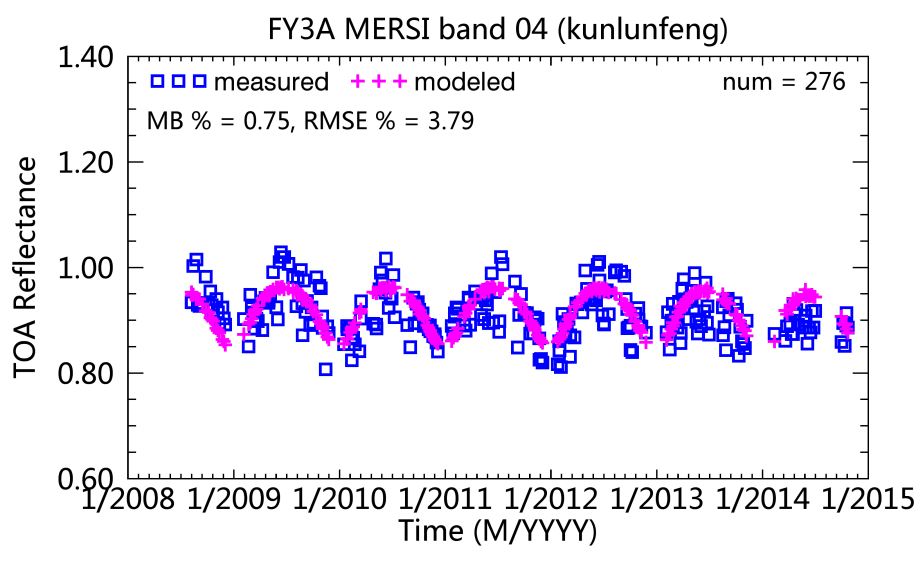 FY3A MERSI band 04 (kunlunfeng)
measured modeled num = 276
MB % = 0.75, RMSE % = 3.79
TOA Reflectance
1.40
1.20
1.00
0.80
0.60
1/2008 1/2009 1/2010 1/2011 1/2012 1/2013 1/2014 1/2015
Time (M/YYYY)